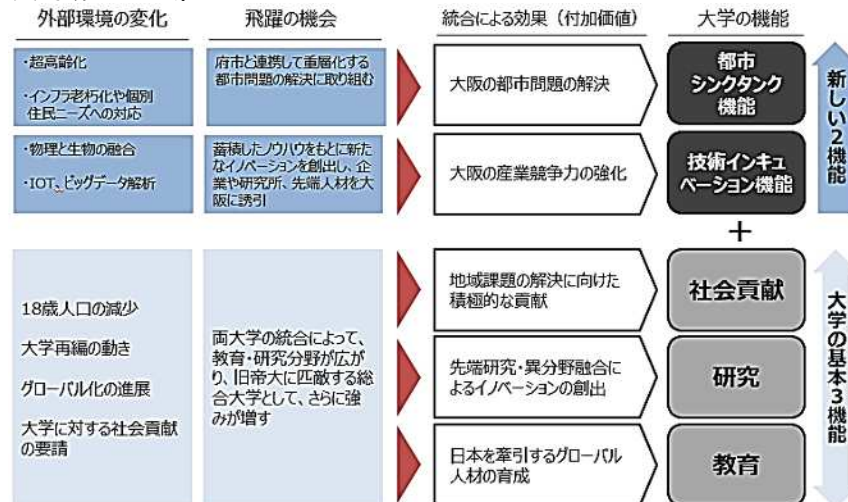 外部環境の変化
飛躍の機会
統合による効果（付加価値）
大学の機能
・超高齢化
・インフラ老朽化や個別
住民ニーズへの対応
府市と連携して重層化する
都市問題の解決に取り組む
大阪の都市問題の解決
都市
シンクタンク
機能
・物理と生物の融合
・IOT、ビッグデータ解析
蓄積したノウハウをもとに新た
なイノベーションを創出し、企
業や研究所、先端人材を大
阪に誘引
大阪の産業競争力の強化
技術インキュ
ベーション機能
新しい2機能
+
18歳人口の減少
大学再編の動き
グローバル化の進展
大学に対する社会貢献
の要請
両大学の統合によって、
教育・研究分野が広が
り、旧帝大に匹敵する総
合大学として、さらに強
みが増す
地域課題の解決に向けた
積極的な貢献
社会貢献
先端研究・異分野融合に
よるイノベーションの創出
研究
日本を牽引するグローバル
人材の育成
教育
大学の基本3機能